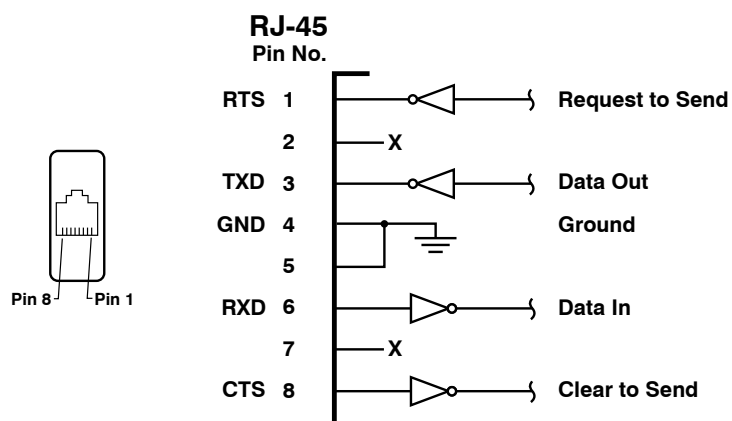 RJ-45
Pin No.
RTS 1 Request to Send
2 X
TXD 3 Data Out
GND 4 Ground
5
RXD 6 Data In
7 X
CTS 8 Clear to Send
Pin 8 Pin 1